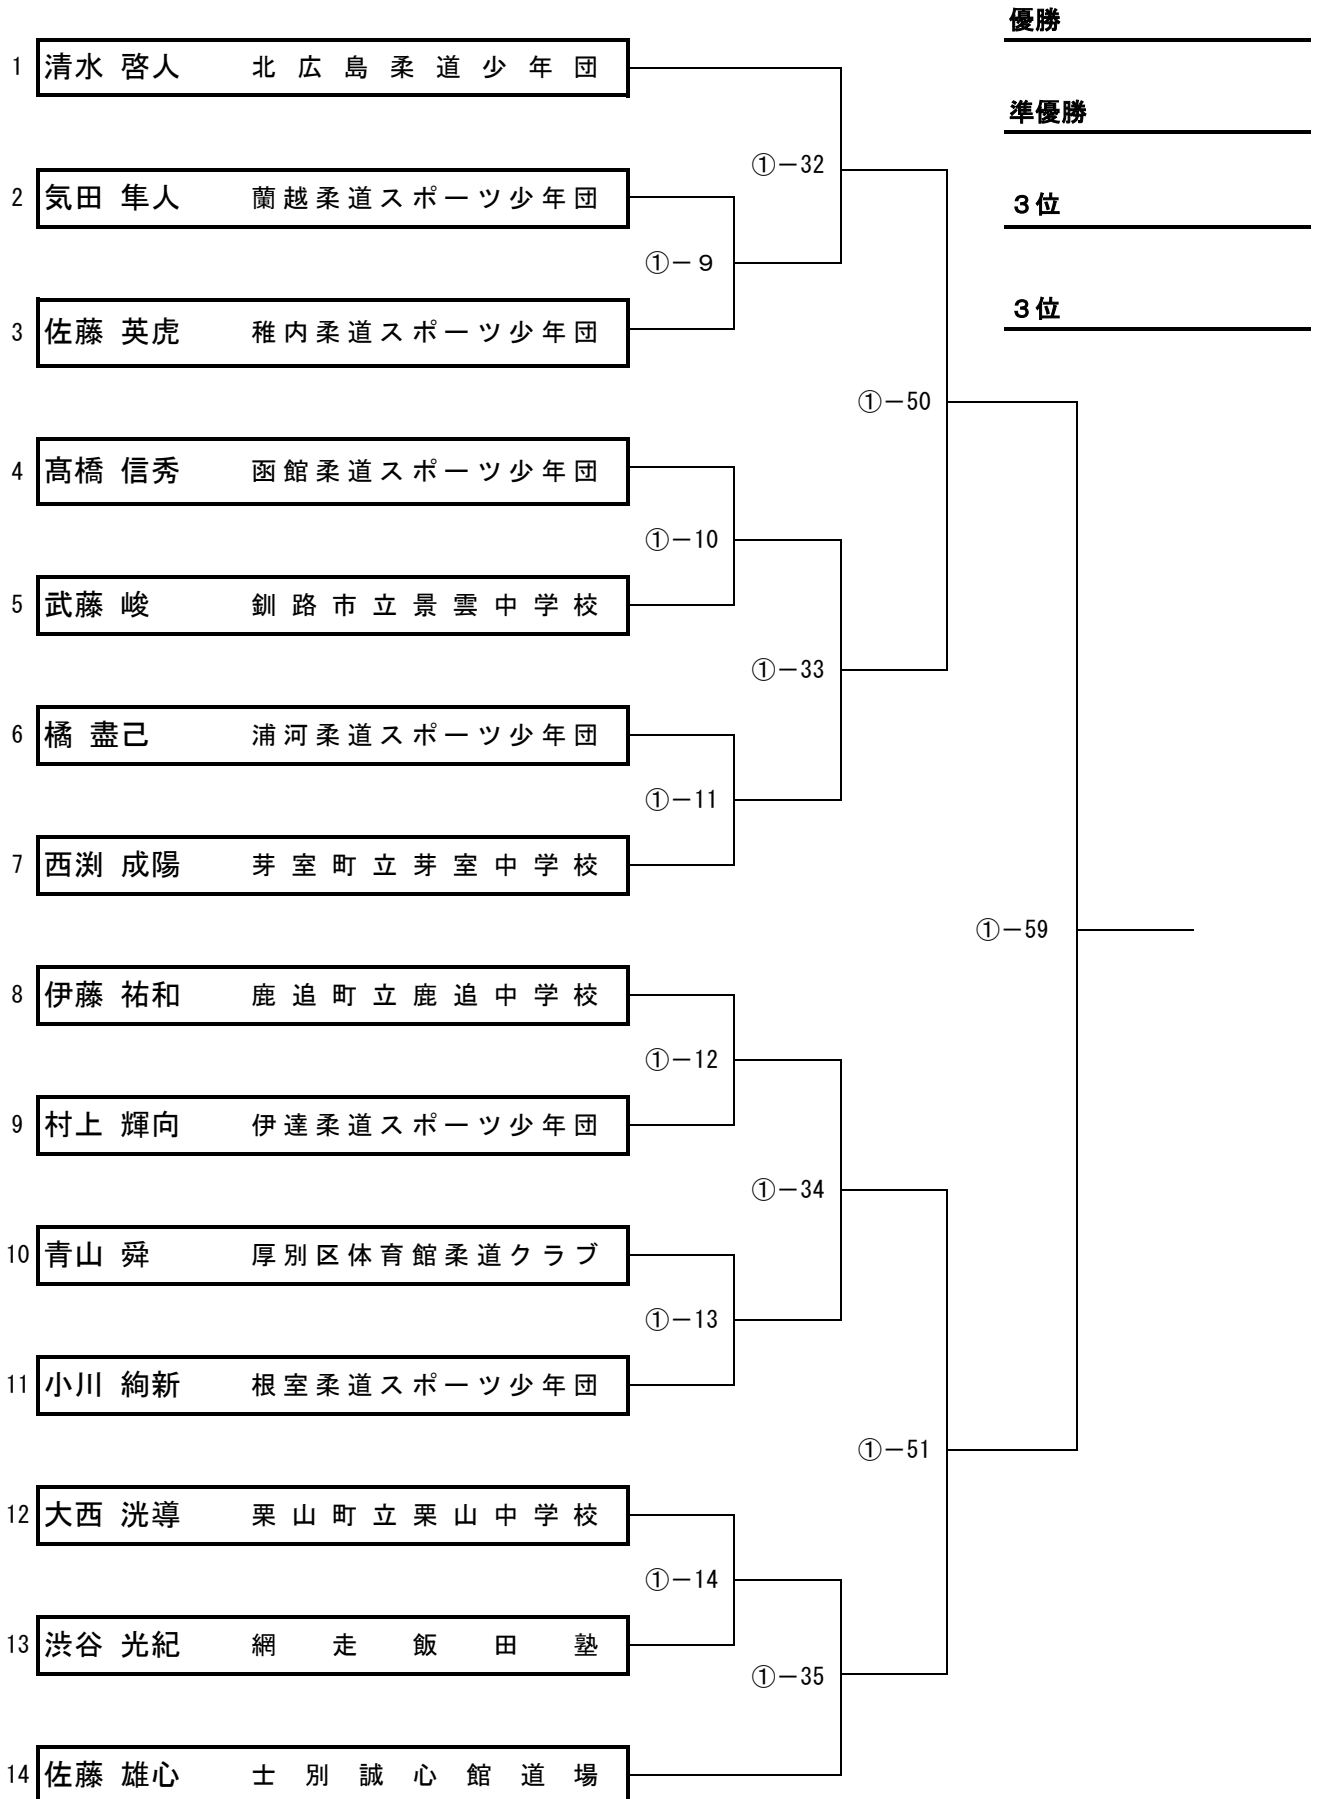 優勝
1 清水 啓人 北広島柔道少年団
準優勝
①－32
2 気田 隼人 蘭越柔道スポーツ少年団
３位
①－９
３位
3 佐藤 英虎 稚内柔道スポーツ少年団
①－50
4 髙橋 信秀 函館柔道スポーツ少年団
①－10
5 武藤 峻 釧路市立景雲中学校
①－33
6 橘 盡己 浦河柔道スポーツ少年団
①－11
7 西渕 成陽 芽室町立芽室中学校
①－59
8 伊藤 祐和 鹿追町立鹿追中学校
①－12
9 村上 輝向 伊達柔道スポーツ少年団
①－34
10 青山 舜 厚別区体育館柔道クラブ
①－13
11 小川 絢新 根室柔道スポーツ少年団
①－51
12 大西 洸導 栗山町立栗山中学校
①－14
13 渋谷 光紀 網走飯田塾
①－35
14 佐藤 雄心 士別誠心館道場